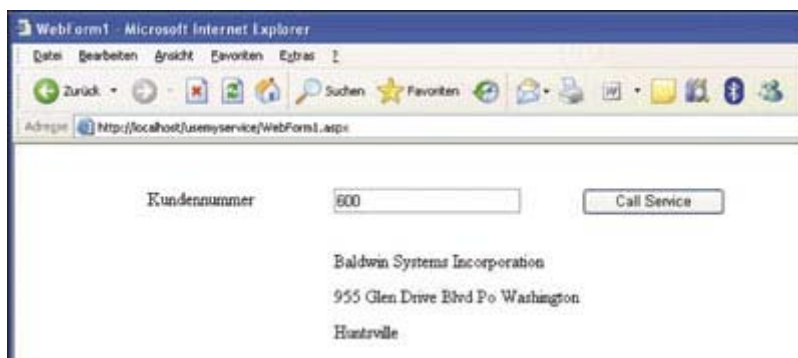 WebForm1 - Microsoft Internet Explorer
Datei Bearbeiten Ansicht Favoriten Extras ?
Zurück Suchen Favoriten
Adresse http://localhost/usemyservice/WebForm1.aspx
Kundennummer 600 Call Service
Baldwin Systems Incorporation
955 Glen Drive Blvd Po Washington
Huntsville